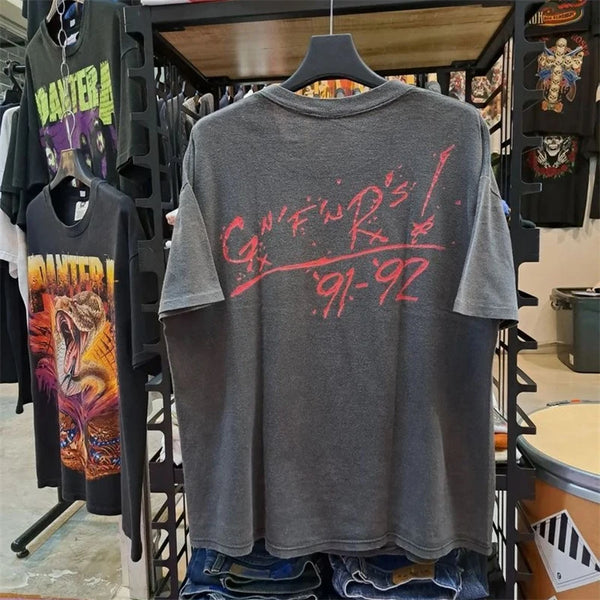 PANTERA
PANTERA
G N' F' N R's !
'91-'92